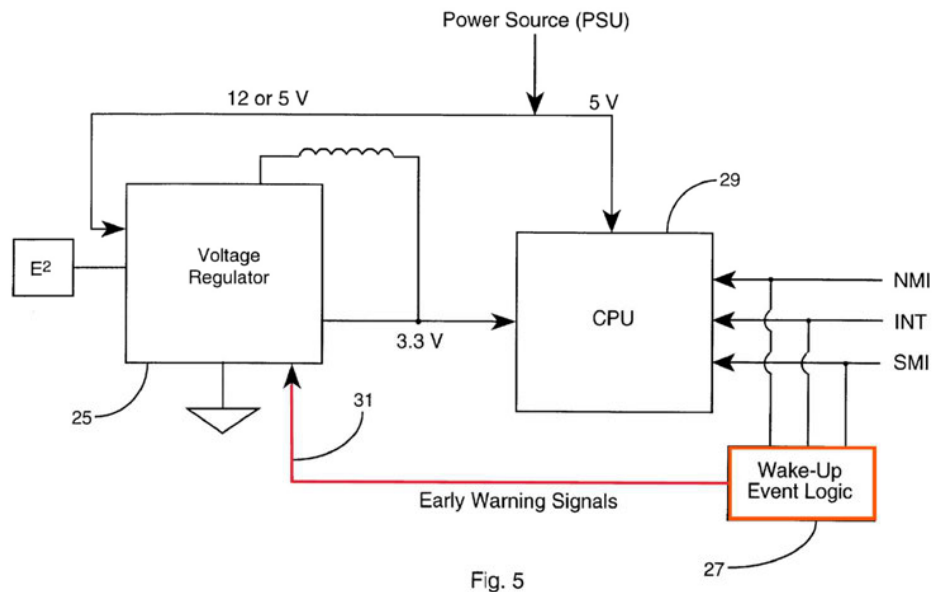 Power Source (PSU)
12 or 5 V
5 V
29
Voltage
Regulator
E2
CPU
NMI
INT
SMI
3.3 V
25
31
Wake-Up
Event Logic
Early Warning Signals
27
Fig. 5